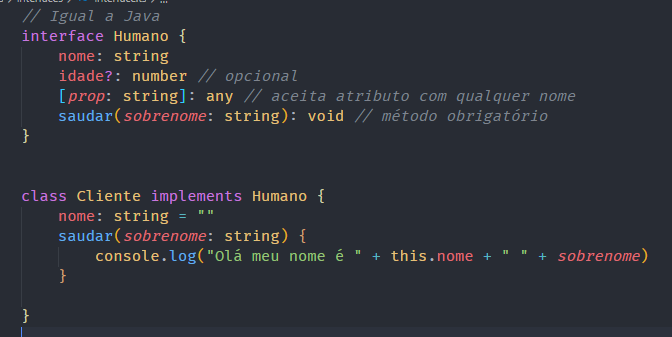 // Igual a Java
interface Humano {
nome: string
idade?: number // opcional
[prop: string]: any // aceita atributo com qualquer nome
saudar(sobrenome: string): void // método obrigatório
}
class Cliente implements Humano {
nome: string = ""
saudar(sobrenome: string) {
console.log("Olá meu nome é " + this.nome + " " + sobrenome)
}
}